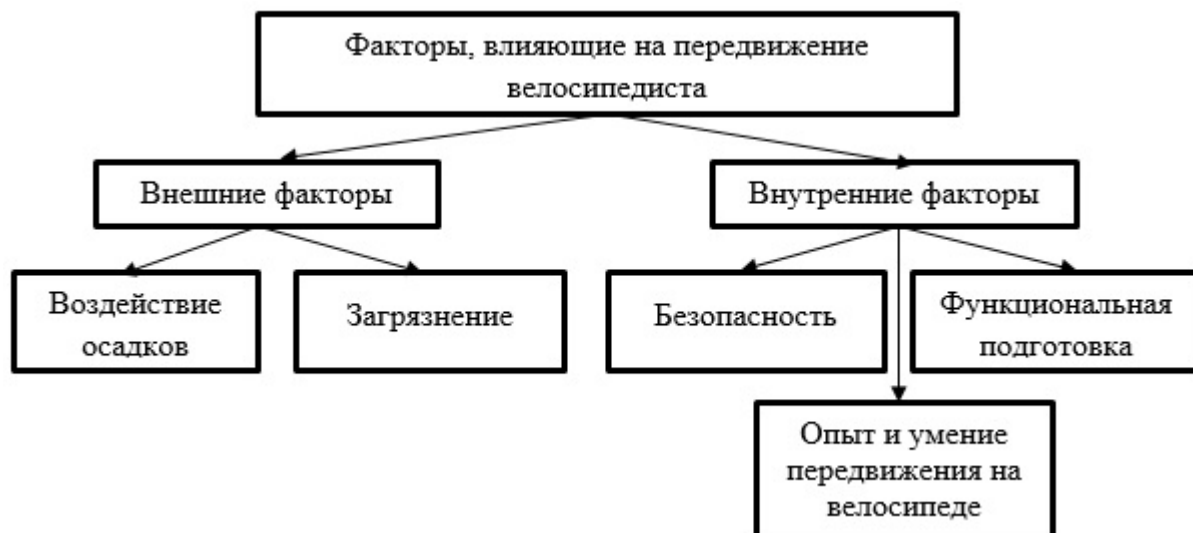 Факторы, влияющие на передвижение
велосипедиста
Внешние факторы
Внутренние факторы
Воздействие
осадков
Загрязнение
Безопасность
Функциональная
подготовка
Опыт и умение
передвижения на
велосипеде